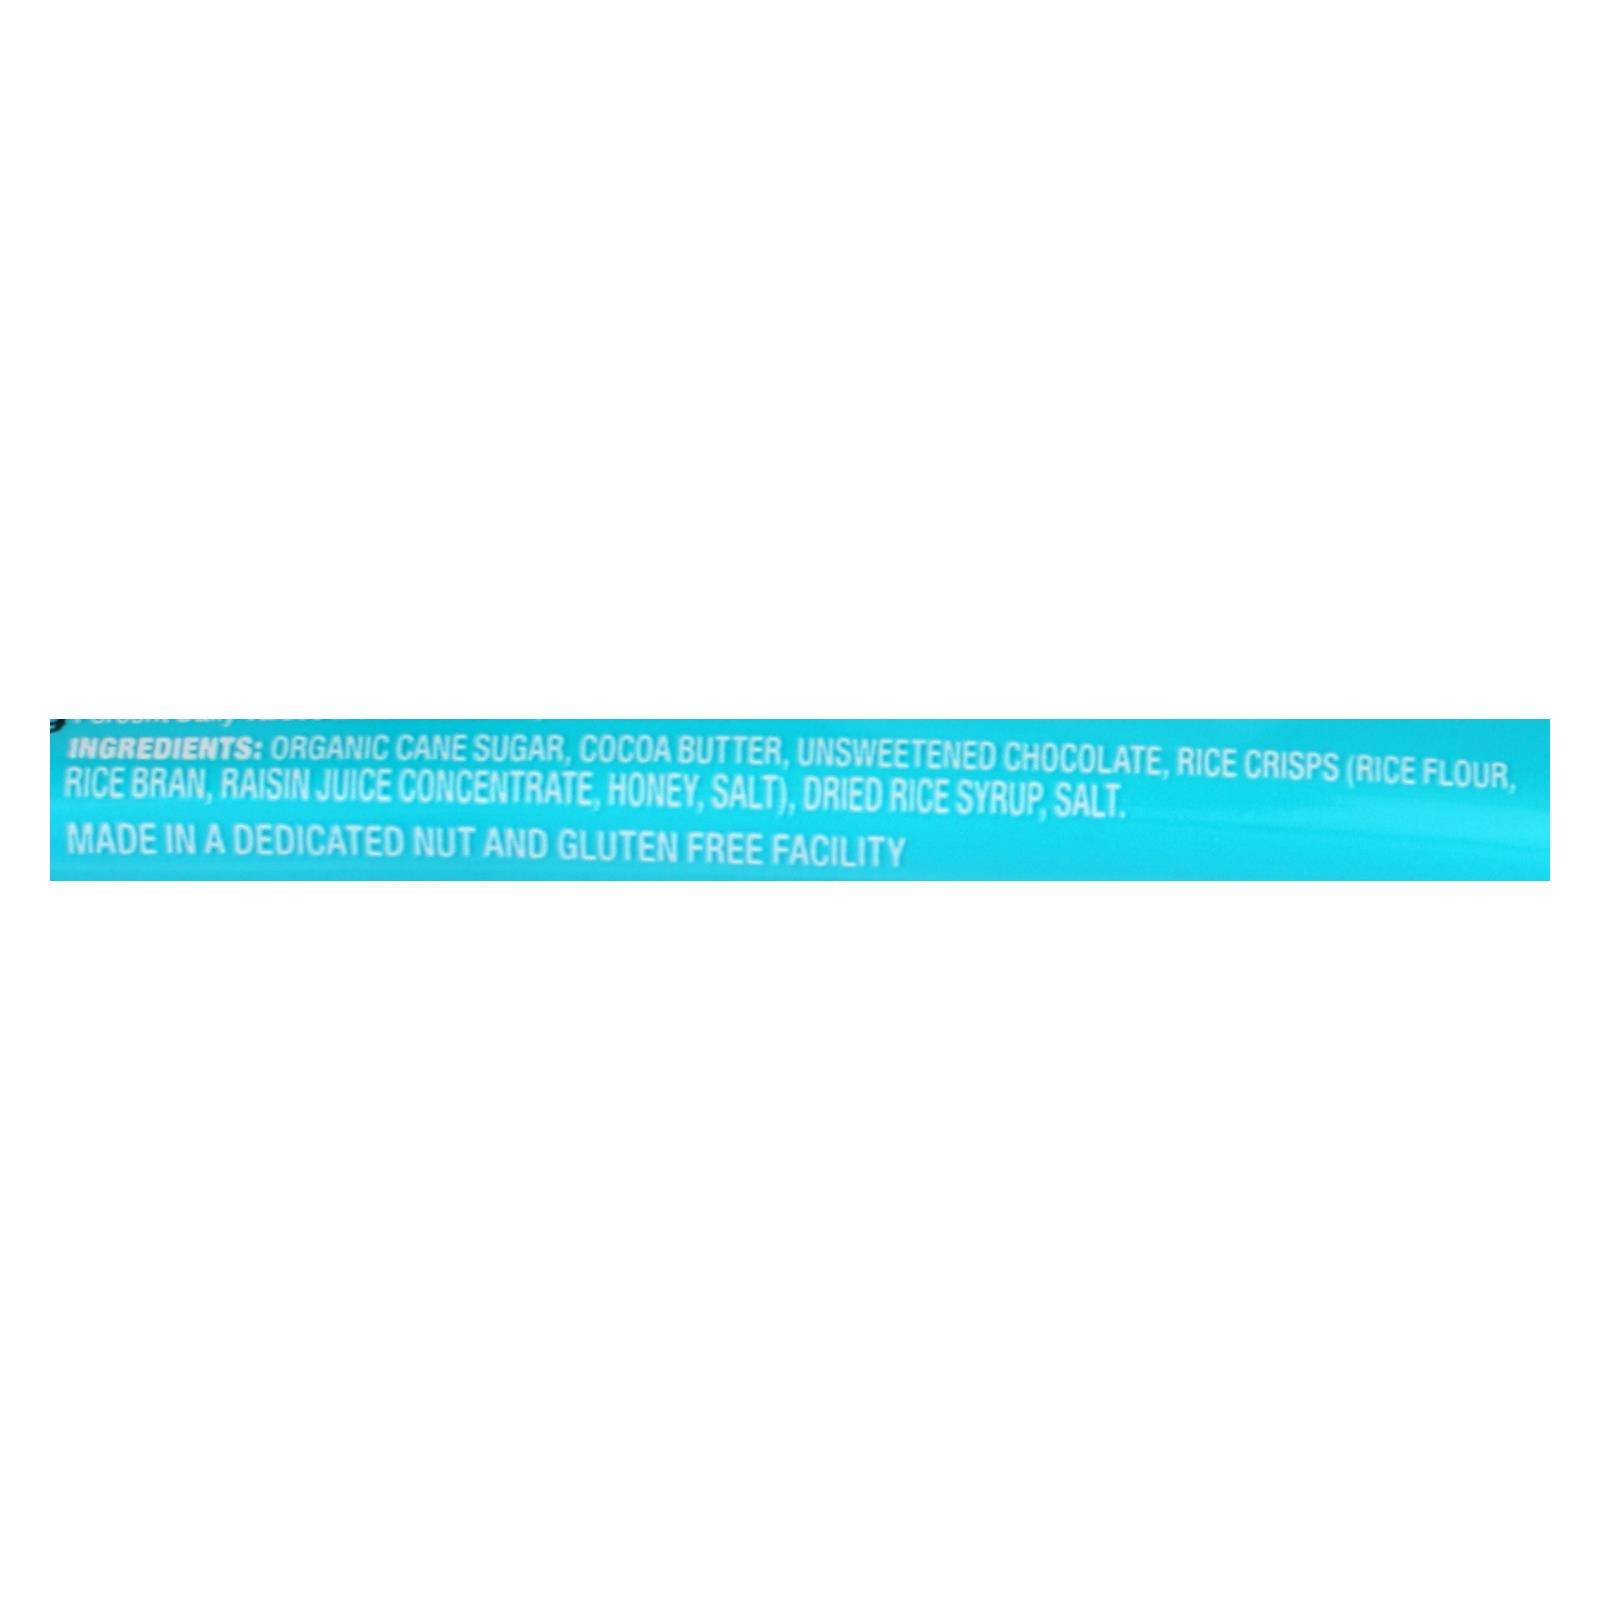 INGREDIENTS: ORGANIC CANE SUGAR, COCOA BUTTER, UNSWEETENED CHOCOLATE, RICE CRISPS (RICE FLOUR,
RICE BRAN, RAISIN JUICE CONCENTRATE, HONEY, SALT), DRIED RICE SYRUP, SALT.
MADE IN A DEDICATED NUT AND GLUTEN FREE FACILITY